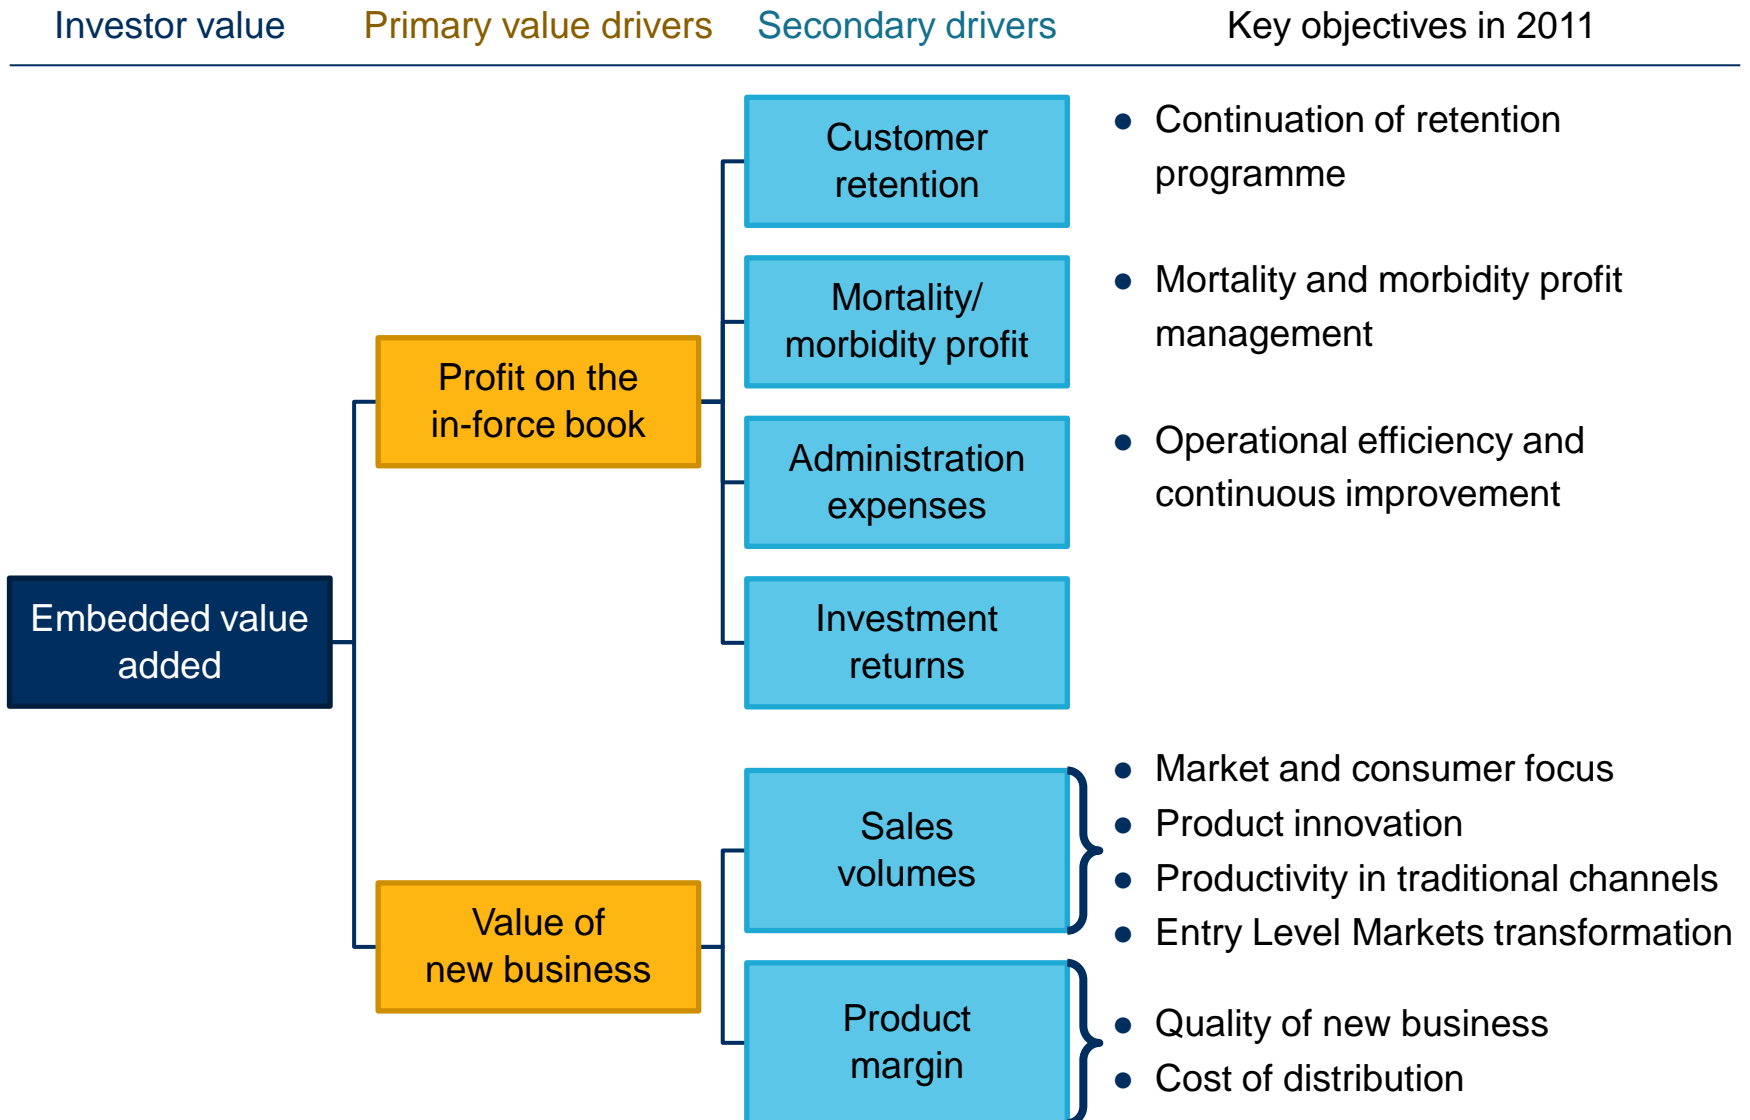 Investor value
Primary value drivers
Secondary drivers
Key objectives in 2011
Embedded value
added
Profit on the
in-force book
Customer
retention
● Continuation of retention
programme
Mortality/
morbidity profit
● Mortality and morbidity profit
management
Administration
expenses
● Operational efficiency and
continuous improvement
Investment
returns
Value of
new business
Sales
volumes
● Market and consumer focus
● Product innovation
● Productivity in traditional channels
● Entry Level Markets transformation
Product
margin
● Quality of new business
● Cost of distribution